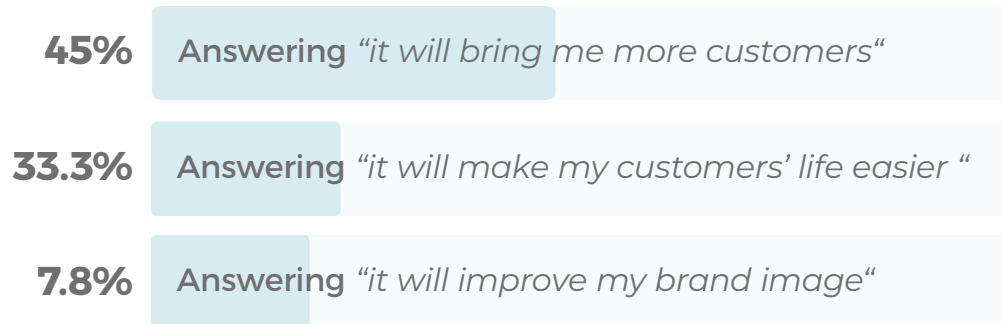 45% Answering “it will bring me more customers“
33.3% Answering “it will make my customers’ life easier “
7.8% Answering “it will improve my brand image“